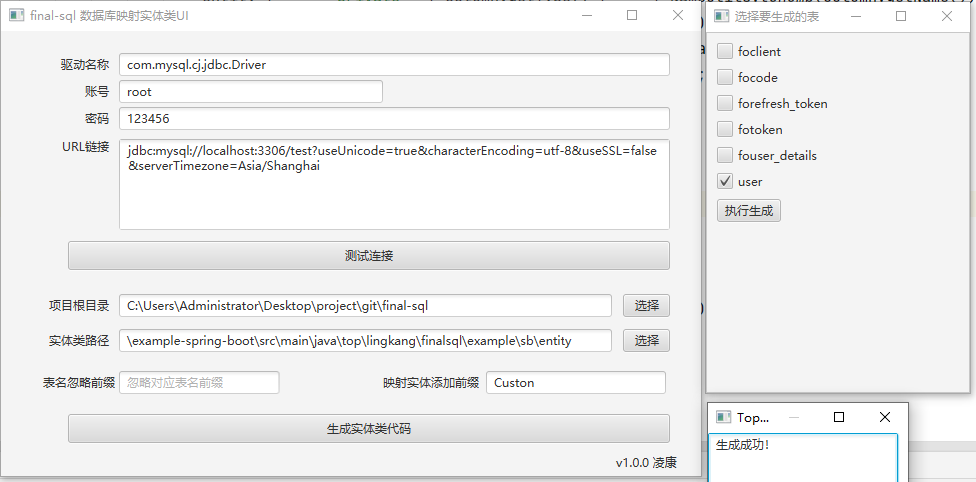 final-sql 数据库映射实体类UI
驱动名称 com.mysql.cj.jdbc.Driver
账号 root
密码 123456
URL链接 jdbc:mysql://localhost:3306/test?useUnicode=true&characterEncoding=utf-8&useSSL=false
&serverTimezone=Asia/Shanghai
测试连接
项目根目录 C:\Users\Administrator\Desktop\project\git\final-sql 选择
实体类路径 \example-spring-boot\src\main\java\top\lingkang\finalsql\example\sb\entity 选择
表名忽略前缀 忽略对应表名前缀 映射实体添加前缀 Custon
生成实体类代码
v1.0.0 凌康
选择要生成的表
foclient
focode
forefresh_token
fotoken
fouser_details
user
执行生成
Top...
生成成功!